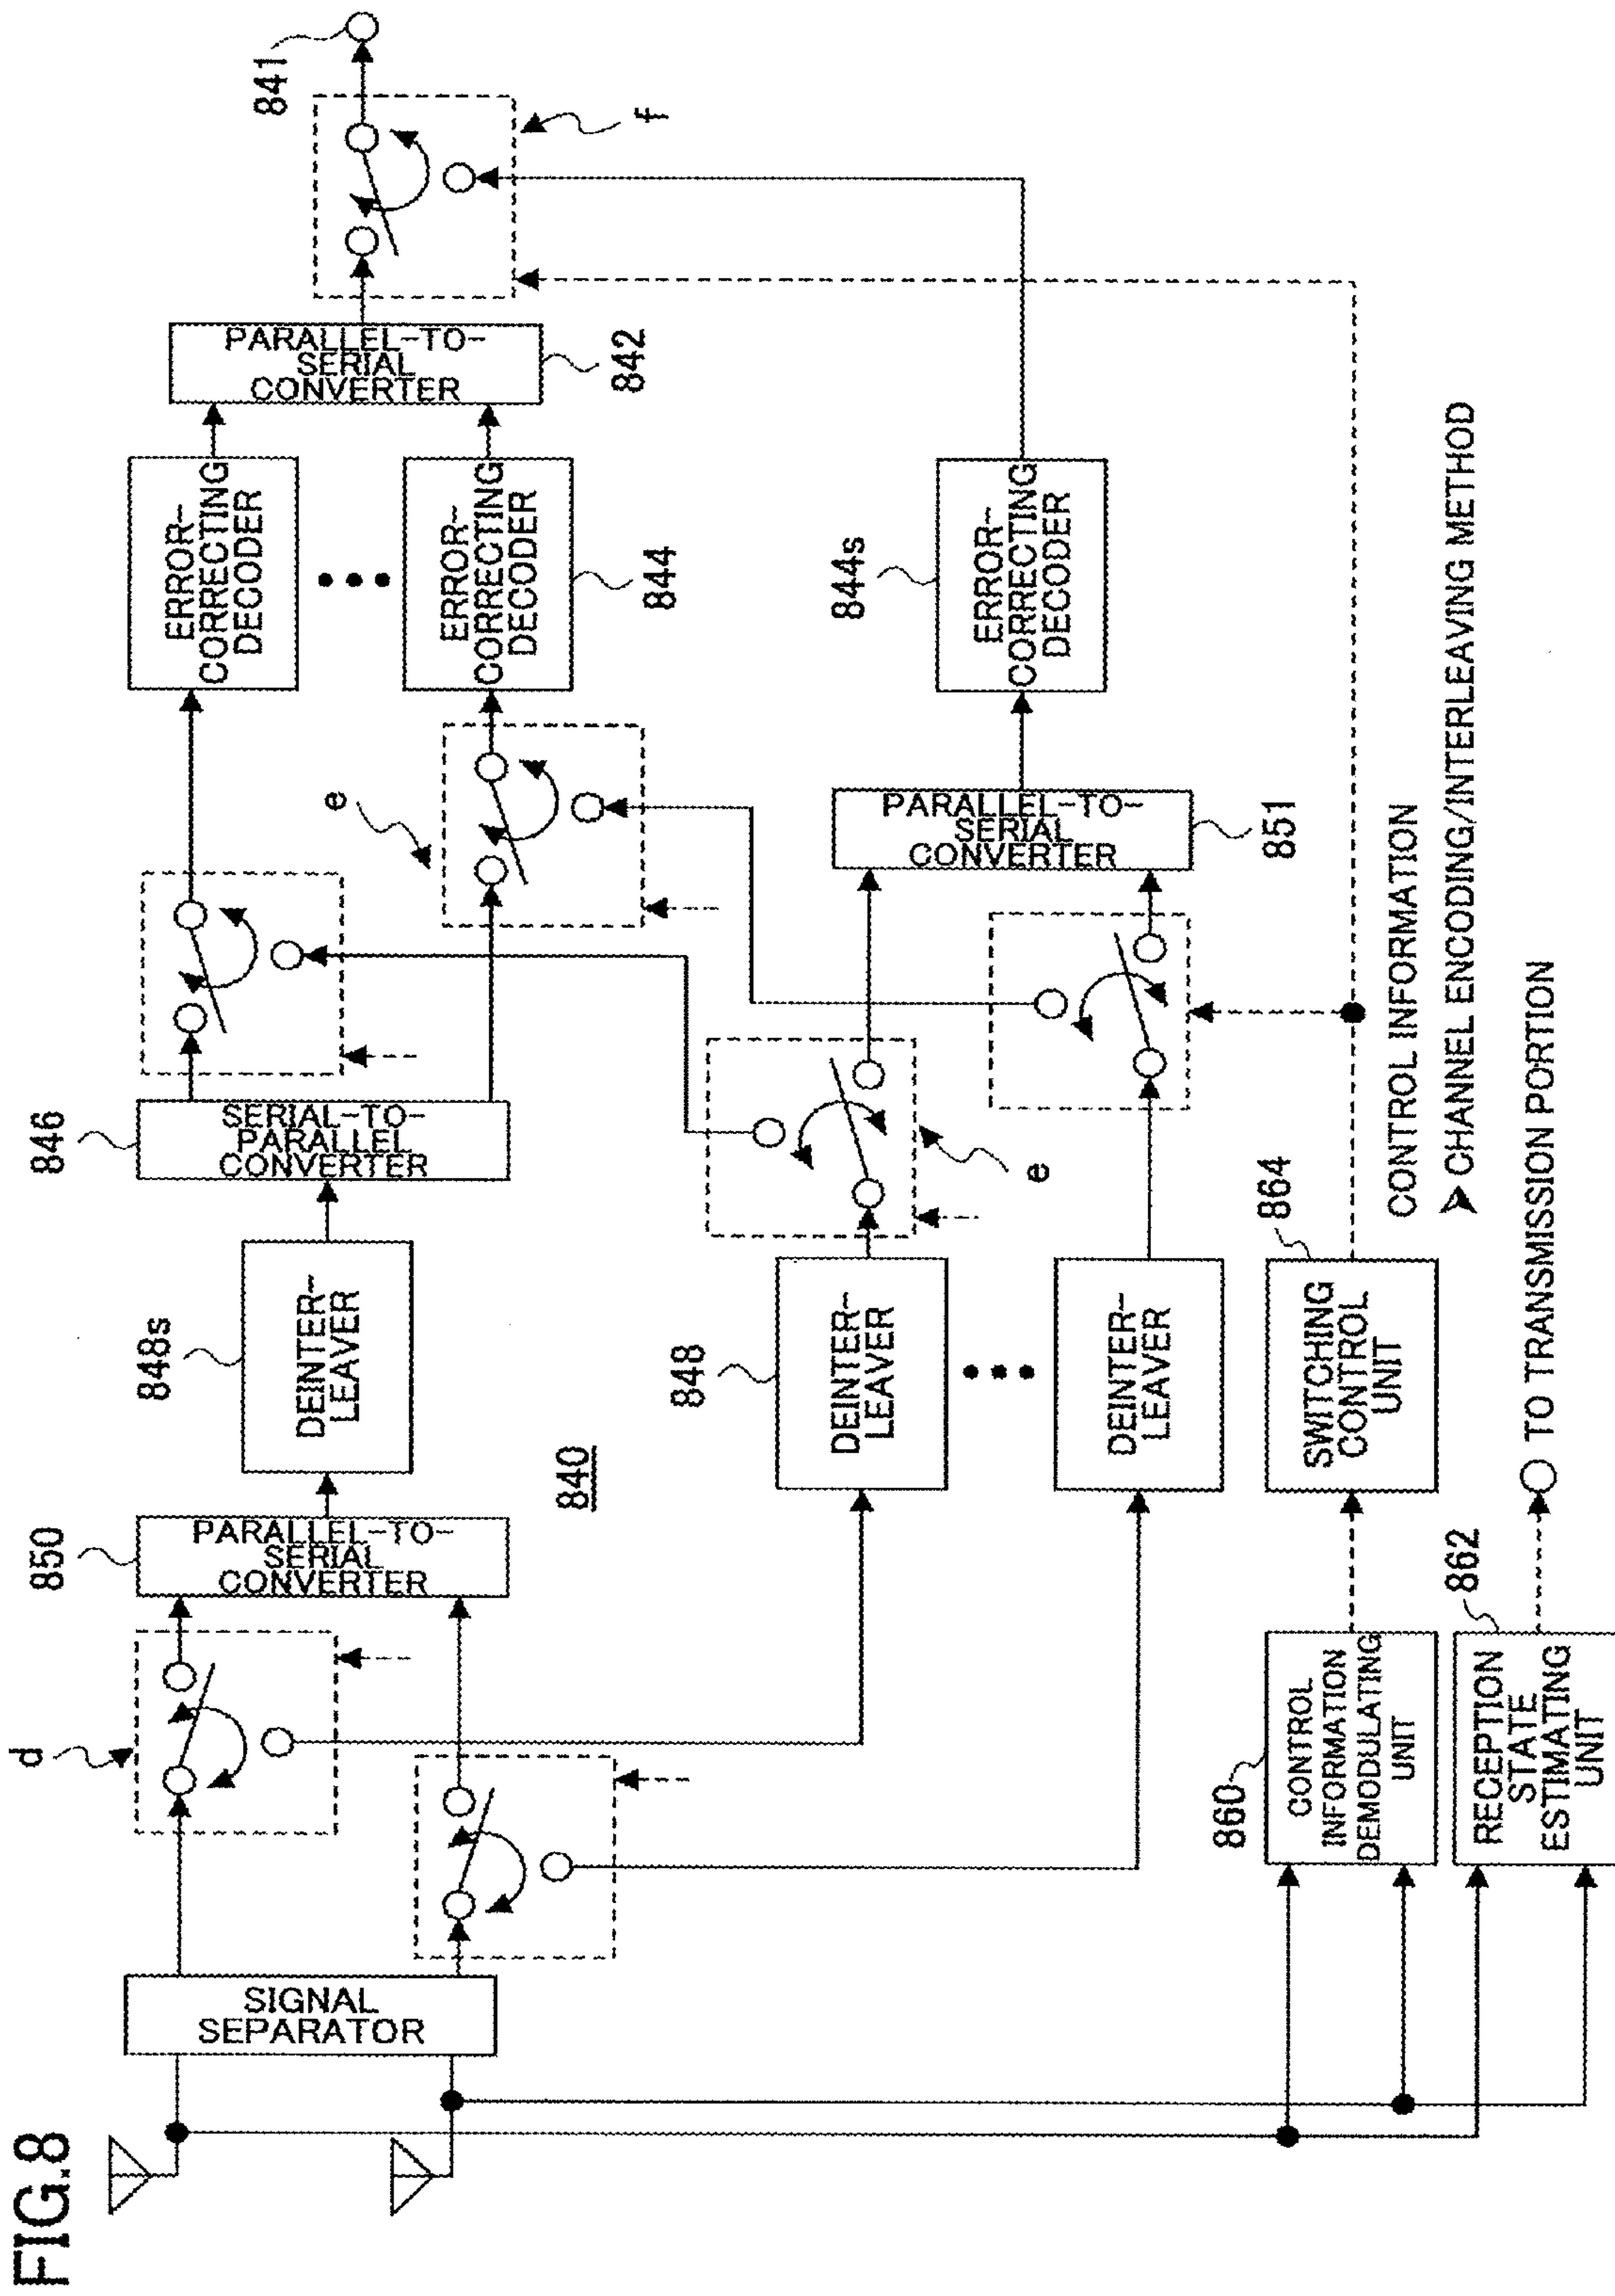 FIG.8
SIGNAL
SEPARATOR
d
850
PARALLEL-TO-
SERIAL
CONVERTER
848s
DEINTER-
LEAVER
846
SERIAL-TO-
PARALLEL
CONVERTER
e
ERROR-
CORRECTING
DECODER
ERROR-
CORRECTING
DECODER
844
PARALLEL-TO-
SERIAL
CONVERTER
842
841
f
840
848
DEINTER-
LEAVER
DEINTER-
LEAVER
e
PARALLEL-TO-
SERIAL
CONVERTER
851
844s
ERROR-
CORRECTING
DECODER
860
CONTROL
INFORMATION
DEMODULATING
UNIT
864
SWITCHING
CONTROL
UNIT
CONTROL INFORMATION
➤ CHANNEL ENCODING/INTERLEAVING METHOD
862
RECEPTION
STATE
ESTIMATING
UNIT
TO TRANSMISSION PORTION